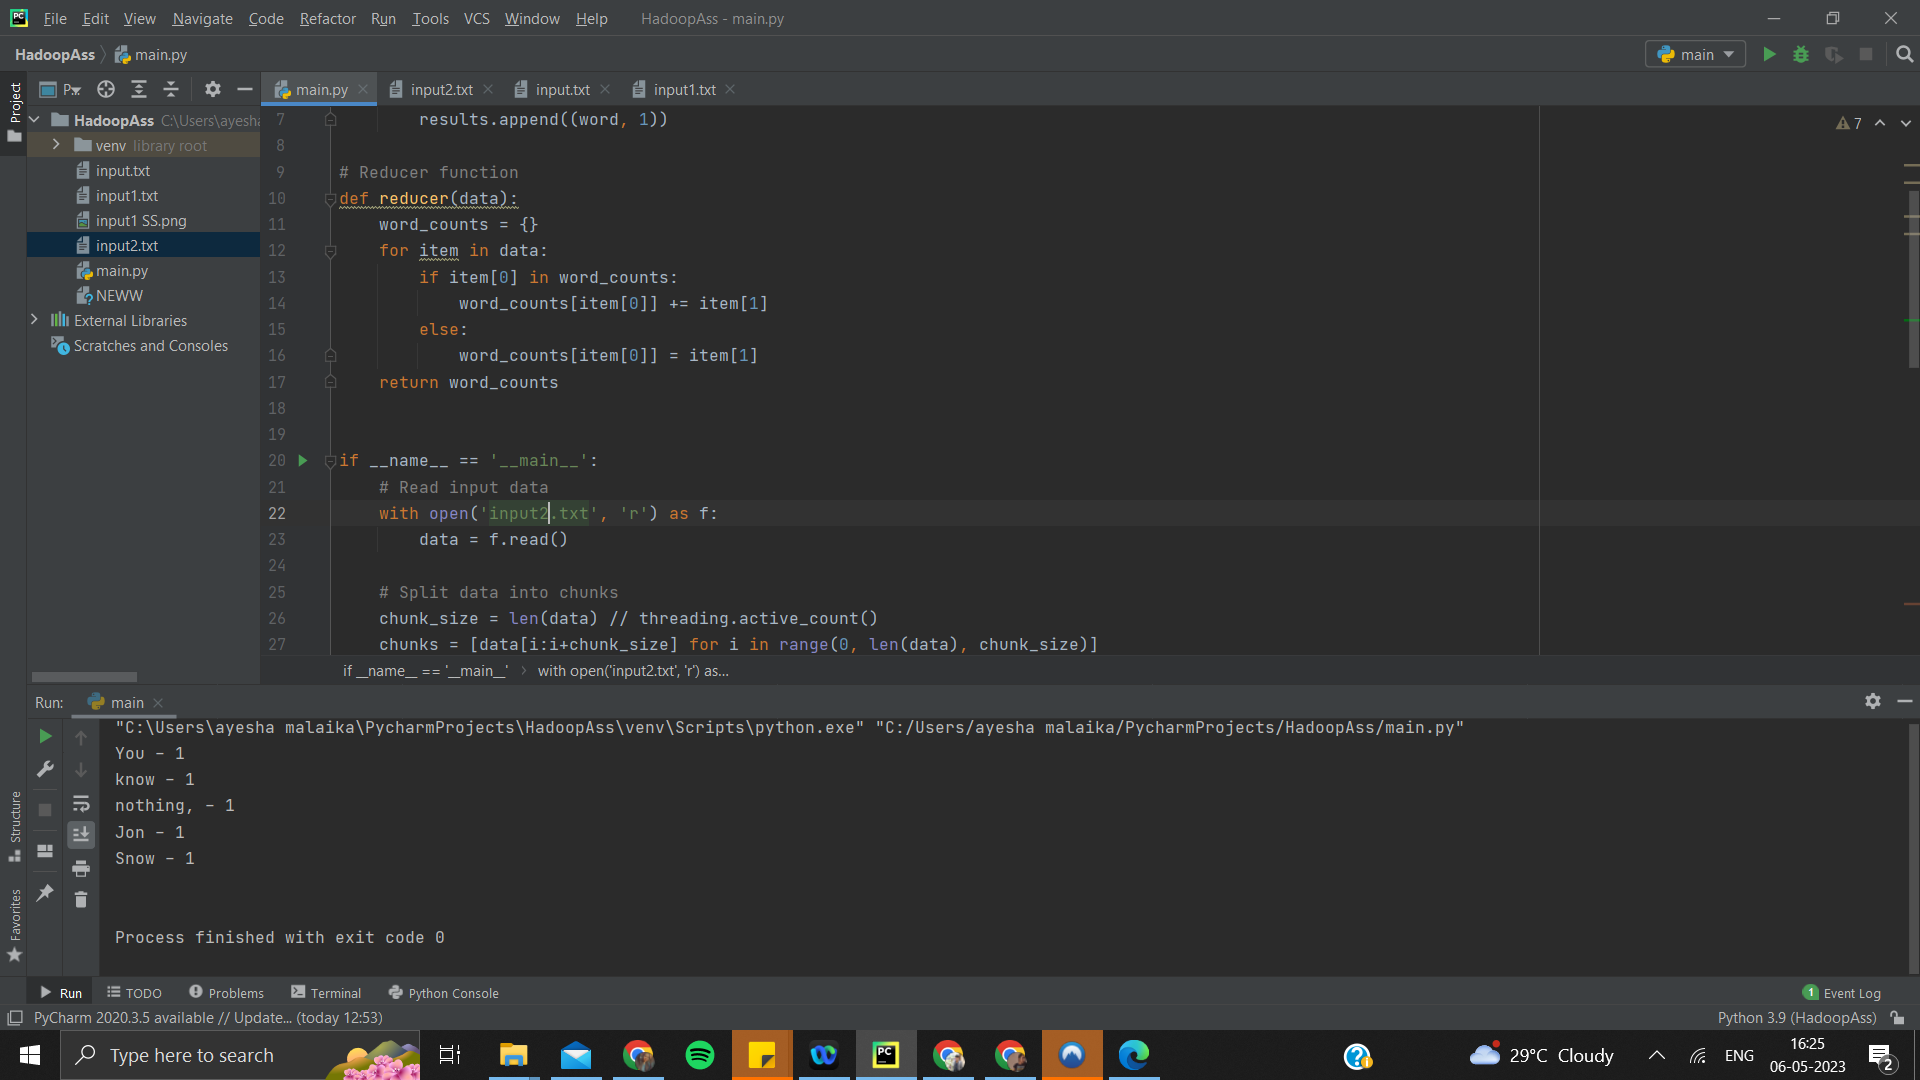 File Edit View Navigate Code Refactor Run Tools VCS Window Help HadoopAss - main.py
HadoopAss main.py main
Project
P... main.py input2.txt input.txt input1.txt
HadoopAss C:\Users\ayesha
venv library root
input.txt
input1.txt
input1 SS.png
input2.txt
main.py
NEWW
External Libraries
Scratches and Consoles
7 results.append((word, 1))
8
9 # Reducer function
10 def reducer(data):
11 word_counts = {}
12 for item in data:
13 if item[0] in word_counts:
14 word_counts[item[0]] += item[1]
15 else:
16 word_counts[item[0]] = item[1]
17 return word_counts
18
19
20 if __name__ == '__main__':
21 # Read input data
22 with open('input2.txt', 'r') as f:
23 data = f.read()
24
25 # Split data into chunks
26 chunk_size = len(data) // threading.active_count()
27 chunks = [data[i:i+chunk_size] for i in range(0, len(data), chunk_size)]
7
if __name__ == '__main__' with open('input2.txt', 'r') as...
Run: main
"C:\Users\ayesha malaika\PycharmProjects\HadoopAss\venv\Scripts\python.exe" "C:/Users/ayesha malaika/PycharmProjects/HadoopAss/main.py"
You - 1
know - 1
nothing, - 1
Jon - 1
Snow - 1
Process finished with exit code 0
Structure
Favorites
Run TODO Problems Terminal Python Console 1 Event Log
PyCharm 2020.3.5 available // Update... (today 12:53) Python 3.9 (HadoopAss)
Type here to search PC 29°C Cloudy ENG 16:25
06-05-2023 2